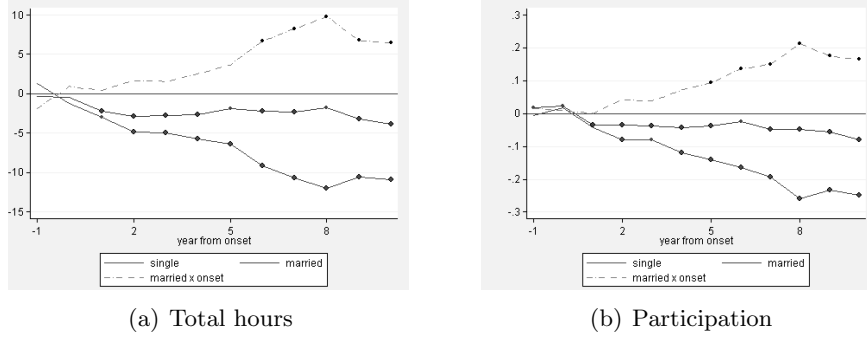 10
5
0
-5
-10
-15
-1 2 5 8
year from onset
single married
married x onset
(a) Total hours
.3
.2
.1
0
-.1
-.2
-.3
-1 2 5 8
year from onset
single married
married x onset
(b) Participation